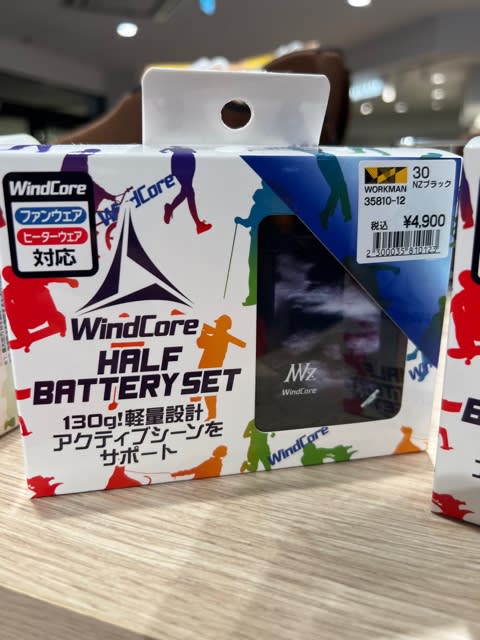 WindCore
ファンウェア
ヒーターウェア
対応
WindCore
WindCore
HALF
BATTERY SET
130g!軽量設計
アクティブシーンを
サポート
WORKMAN
30
NZブラック
35810-12
税込 ¥4,900
2300035810123
NZ
WindCore
WindCore